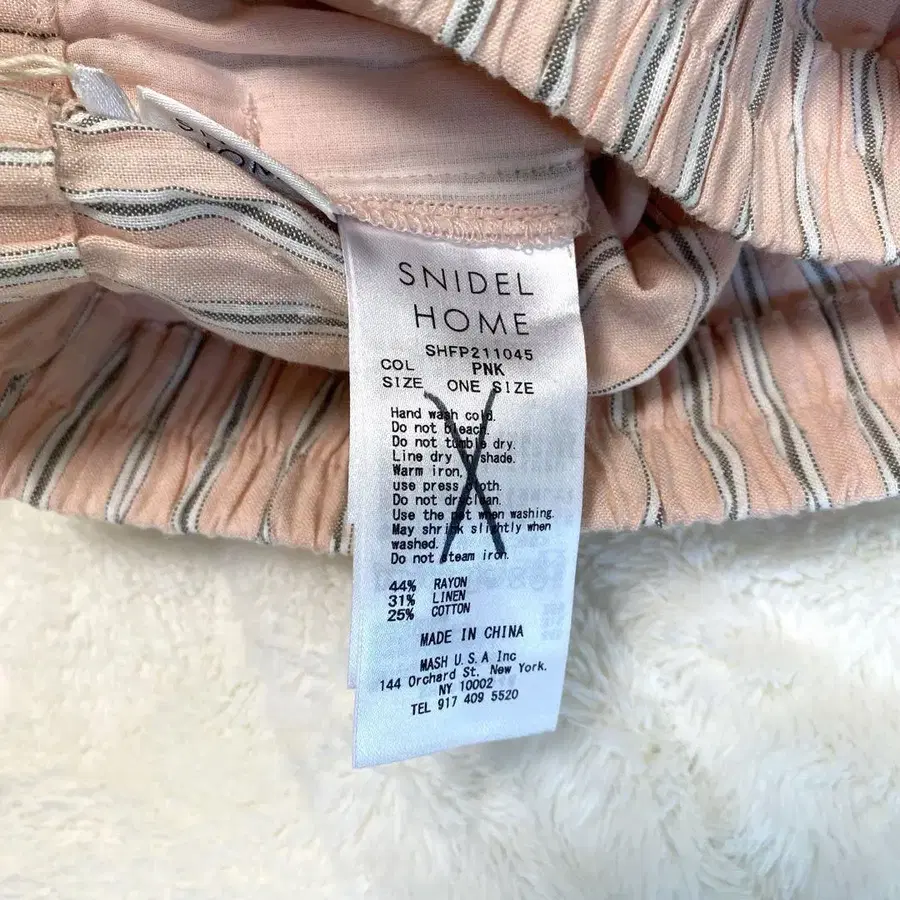 SNIDEL
HOME
SHFP211045
COL PNK
SIZE ONE SIZE
Hand wash cold.
Do not bleach.
Do not tumble dry.
Line dry in shade.
Warm iron,
use press cloth.
Do not dryclean.
Use the net when washing.
May shrink slightly when
washed.
Do not steam iron.
44% RAYON
31% LINEN
25% COTTON
MADE IN CHINA
MASH U.S.A Inc
144 Orchard St. New York.
NY 10002
TEL 917 409 5520